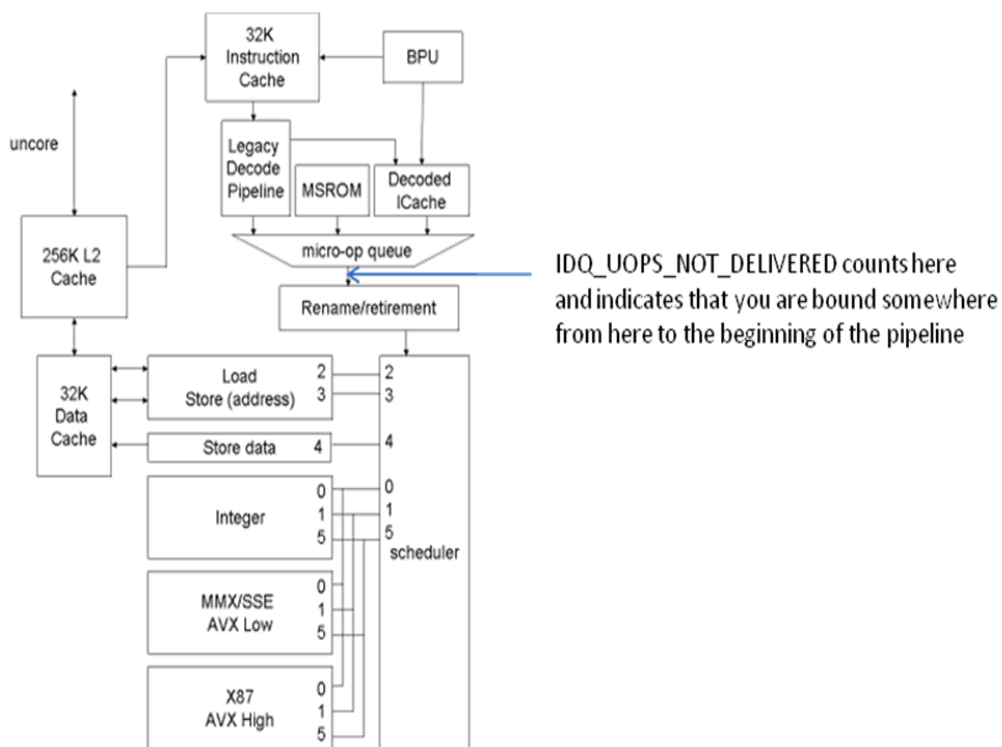 32K
Instruction
Cache
BPU
uncore
Legacy
Decode
Pipeline
MSROM
Decoded
ICache
256K L2
Cache
micro-op queue
IDQ_UOPS_NOT_DELIVERED counts here
and indicates that you are bound somewhere
from here to the beginning of the pipeline
Rename/retirement
32K
Data
Cache
Load
Store (address)
2
3
2
3
Store data
4
4
Integer
0
1
5
0
1
5
scheduler
MMX/SSE
AVX Low
0
1
5
X87
AVX High
0
1
5